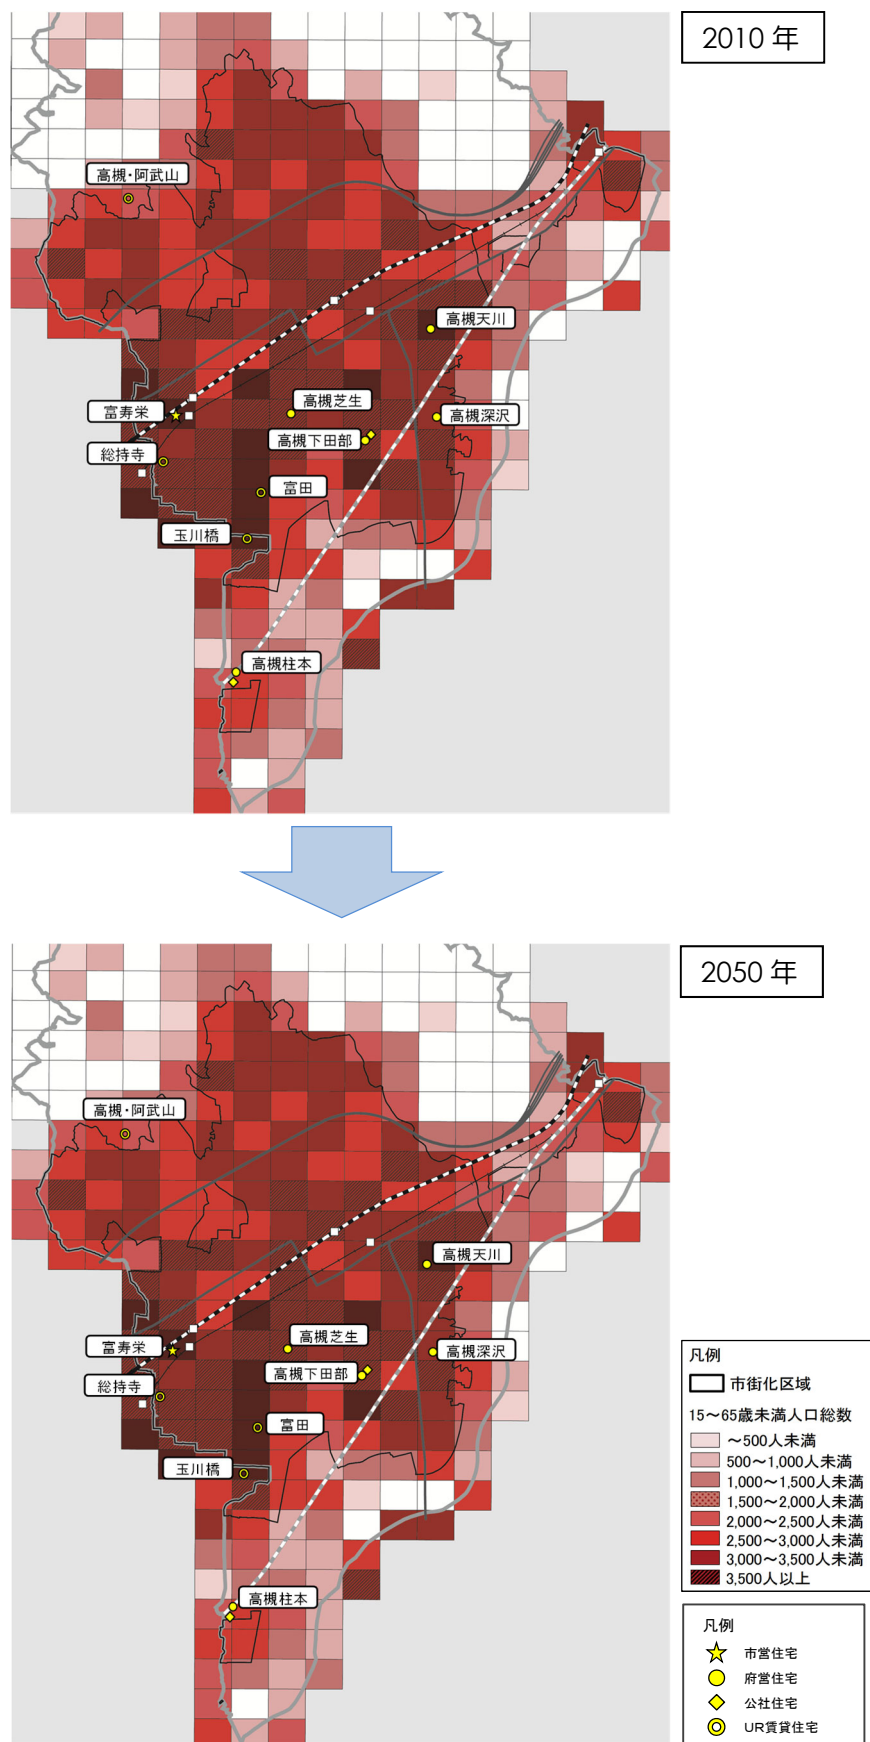 2010 年
高槻・阿武山
高槻天川
富寿栄
高槻芝生
高槻深沢
高槻下田部
総持寺
富田
玉川橋
高槻柱本
2050 年
高槻・阿武山
高槻天川
富寿栄
高槻芝生
高槻深沢
高槻下田部
総持寺
富田
玉川橋
高槻柱本
凡例
市街化区域
15～65歳未満人口総数
～500人未満
500～1,000人未満
1,000～1,500人未満
1,500～2,000人未満
2,000～2,500人未満
2,500～3,000人未満
3,000～3,500人未満
3,500人以上
凡例
市営住宅
府営住宅
公社住宅
UR賃貸住宅